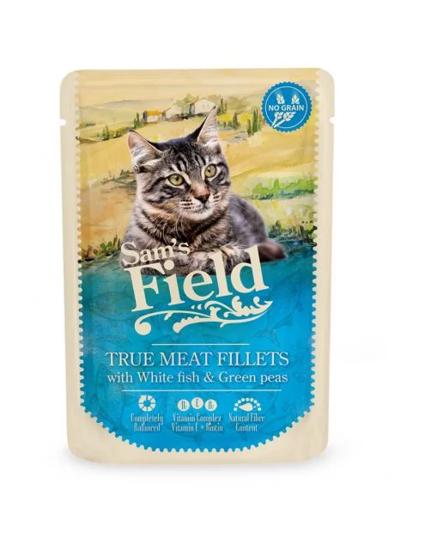 NO GRAIN
Sam's
Field
TRUE MEAT FILLETS
with White fish & Green peas
Completely
Balanced
Vitamin Complex
Vitamin E + Biotin
Natural Fiber
Content